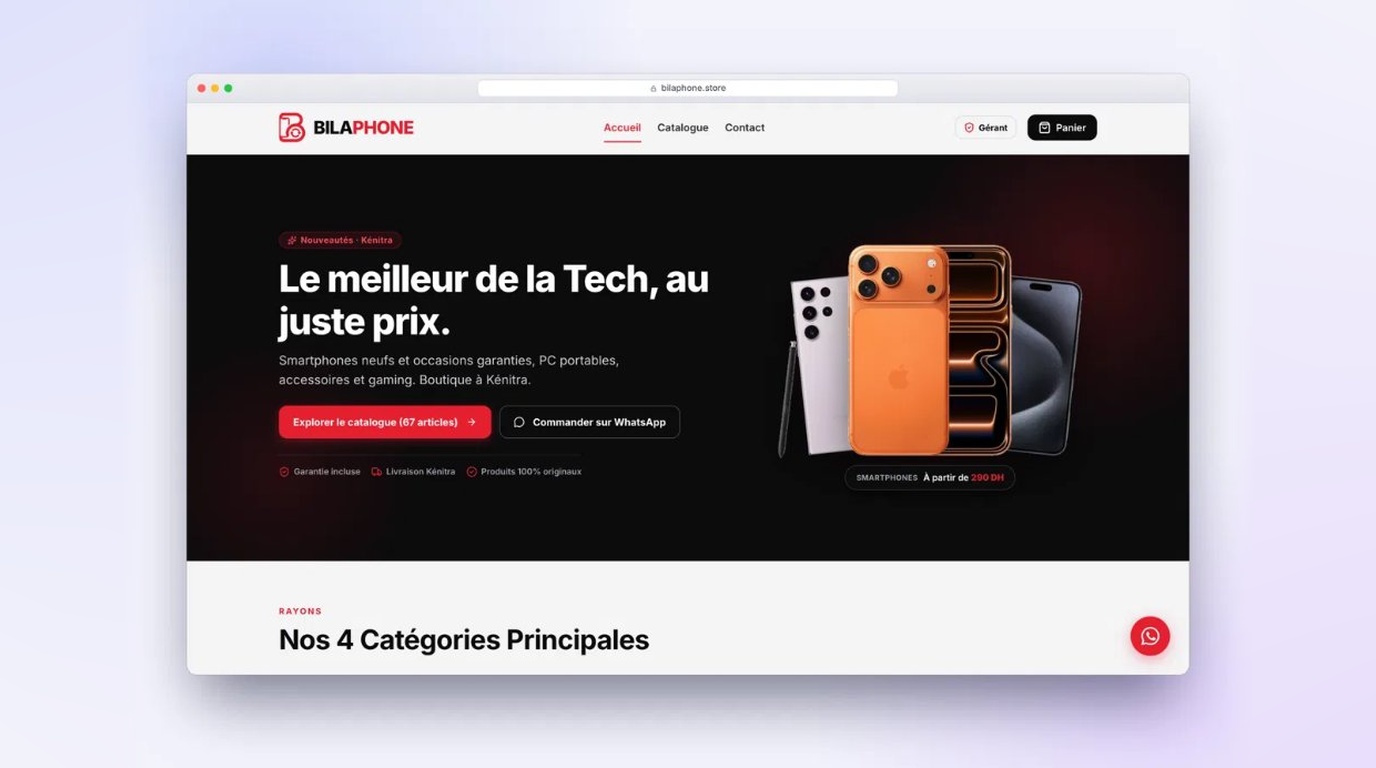 bilaphone.store
BILAPHONE
Accueil
Catalogue
Contact
Gérant
Panier
Nouveautés · Kénitra
Le meilleur de la Tech, au
juste prix.
Smartphones neufs et occasions garanties, PC portables,
accessoires et gaming. Boutique à Kénitra.
Explorer le catalogue (67 articles) →
Commander sur WhatsApp
Garantie incluse
Livraison Kénitra
Produits 100% originaux
SMARTPHONES À partir de 290 DH
RAYONS
Nos 4 Catégories Principales